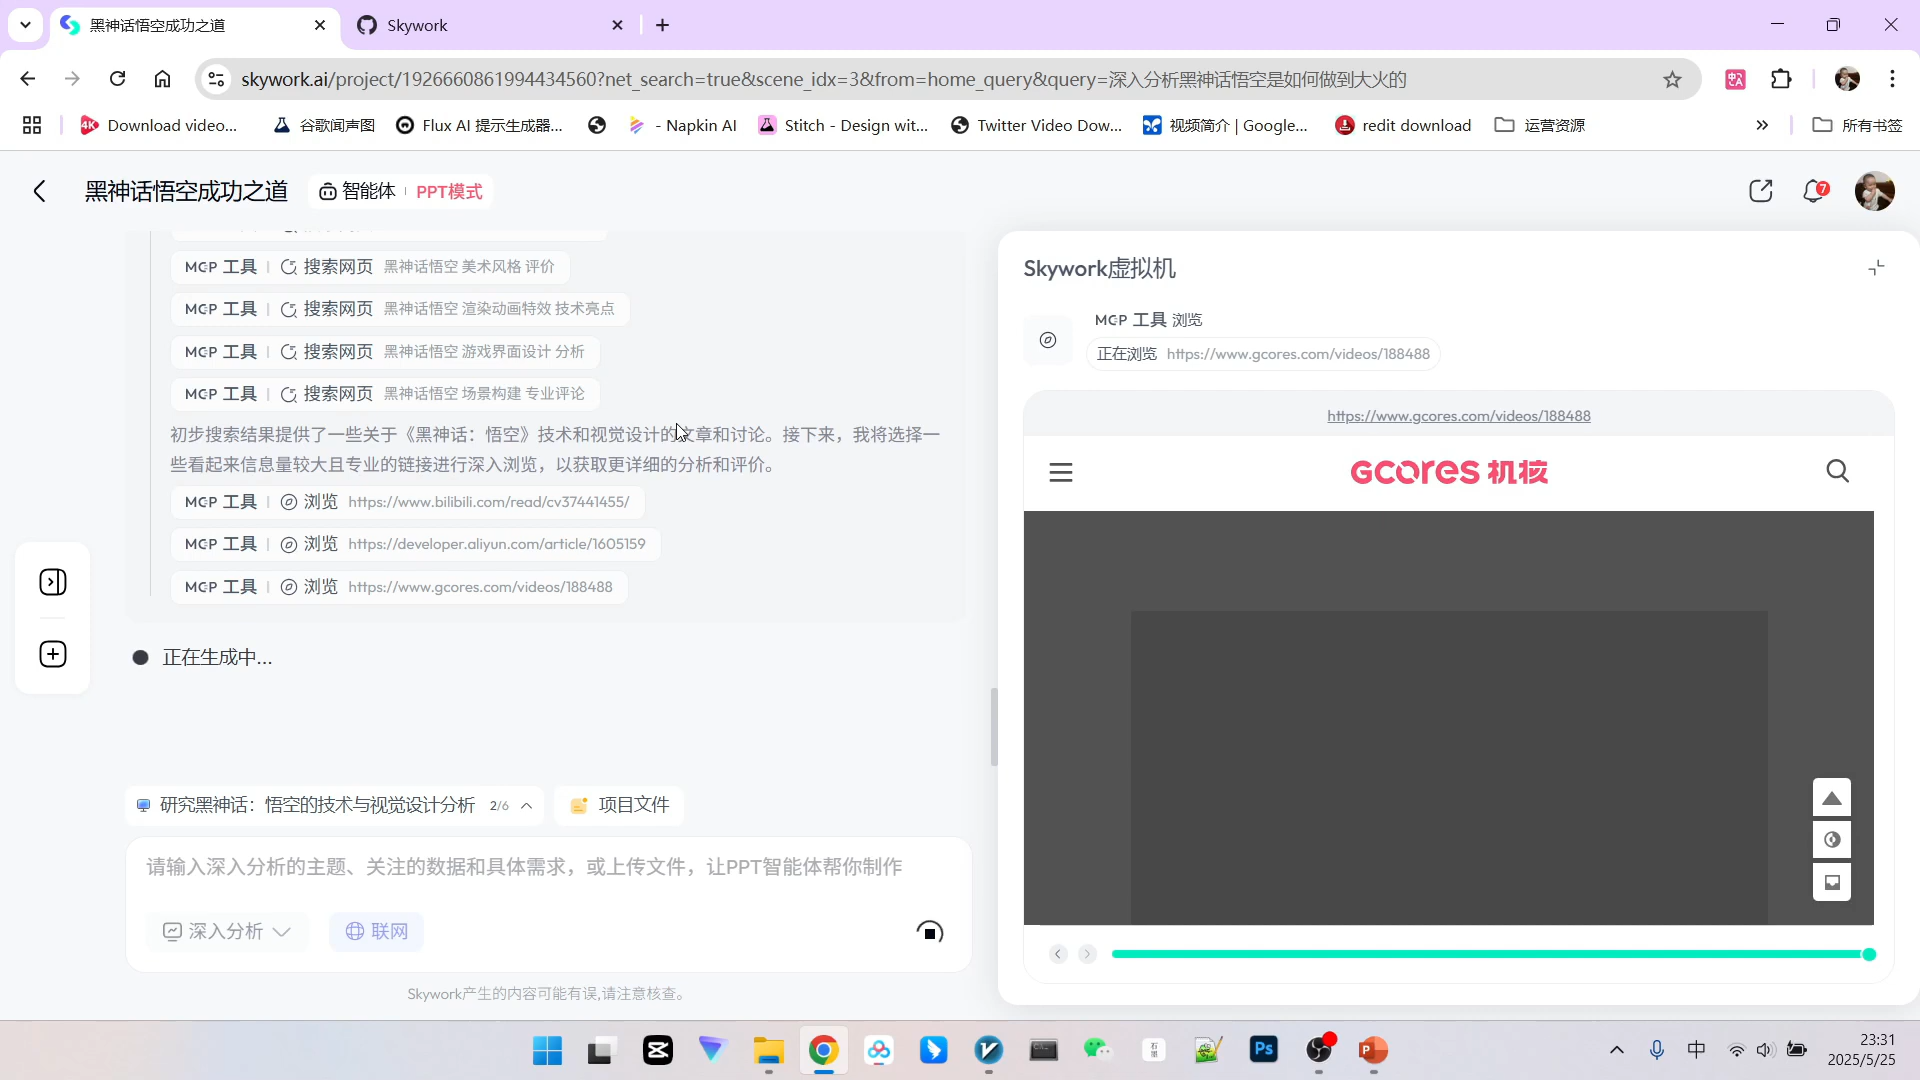 黑神话悟空成功之道
Skywork
skywork.ai/project/1926660861994434560?net_search=true&scene_idx=3&from=home_query&query=深入分析黑神话悟空是如何做到大火的
Download video...
谷歌闻声图
Flux AI 提示生成器...
- Napkin AI
Stitch - Design wit...
Twitter Video Dow...
视频简介 | Google...
redit download
运营资源
»
所有书签
黑神话悟空成功之道
智能体
PPT模式
7
MCP 工具 | 搜索网页 黑神话悟空 美术风格 评价
MCP 工具 | 搜索网页 黑神话悟空 渲染动画特效 技术亮点
MCP 工具 | 搜索网页 黑神话悟空 游戏界面设计 分析
MCP 工具 | 搜索网页 黑神话悟空 场景构建 专业评论
初步搜索结果提供了一些关于《黑神话：悟空》技术和视觉设计的文章和讨论。接下来，我将选择一
些看起来信息量较大且专业的链接进行深入浏览，以获取更详细的分析和评价。
MCP 工具 | 浏览 https://www.bilibili.com/read/cv37441455/
MCP 工具 | 浏览 https://developer.aliyun.com/article/1605159
MCP 工具 | 浏览 https://www.gcores.com/videos/188488
正在生成中...
研究黑神话：悟空的技术与视觉设计分析 2/6
项目文件
请输入深入分析的主题、关注的数据和具体需求，或上传文件，让PPT智能体帮你制作
深入分析
联网
Skywork产生的内容可能有误,请注意核查。
Skywork虚拟机
MCP 工具 浏览
正在浏览 https://www.gcores.com/videos/188488
https://www.gcores.com/videos/188488
GCORES 机核
Ps
P
中
23:31
2025/5/25